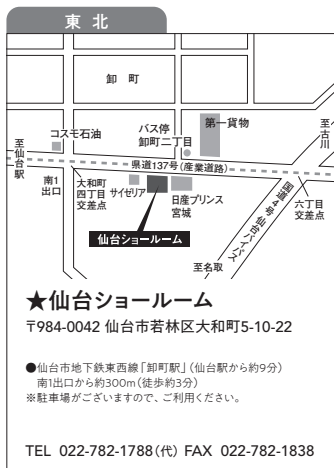 東北
卸町
コスモ石油
バス停
卸町二丁目
第一貨物
至仙台駅
至古川
県道137号(産業道路)
南1
出口
大和町
四丁目
交差点
サイゼリア
日産プリンス
宮城
国道4号 仙台バイパス
六丁目
交差点
仙台ショールーム
至名取
★仙台ショールーム
〒984-0042 仙台市若林区大和町5-10-22
●仙台市地下鉄東西線「卸町駅」(仙台駅から約9分)
南1出口から約300m(徒歩約3分)
※駐車場がございますので、ご利用ください。
TEL 022-782-1788(代) FAX 022-782-1838